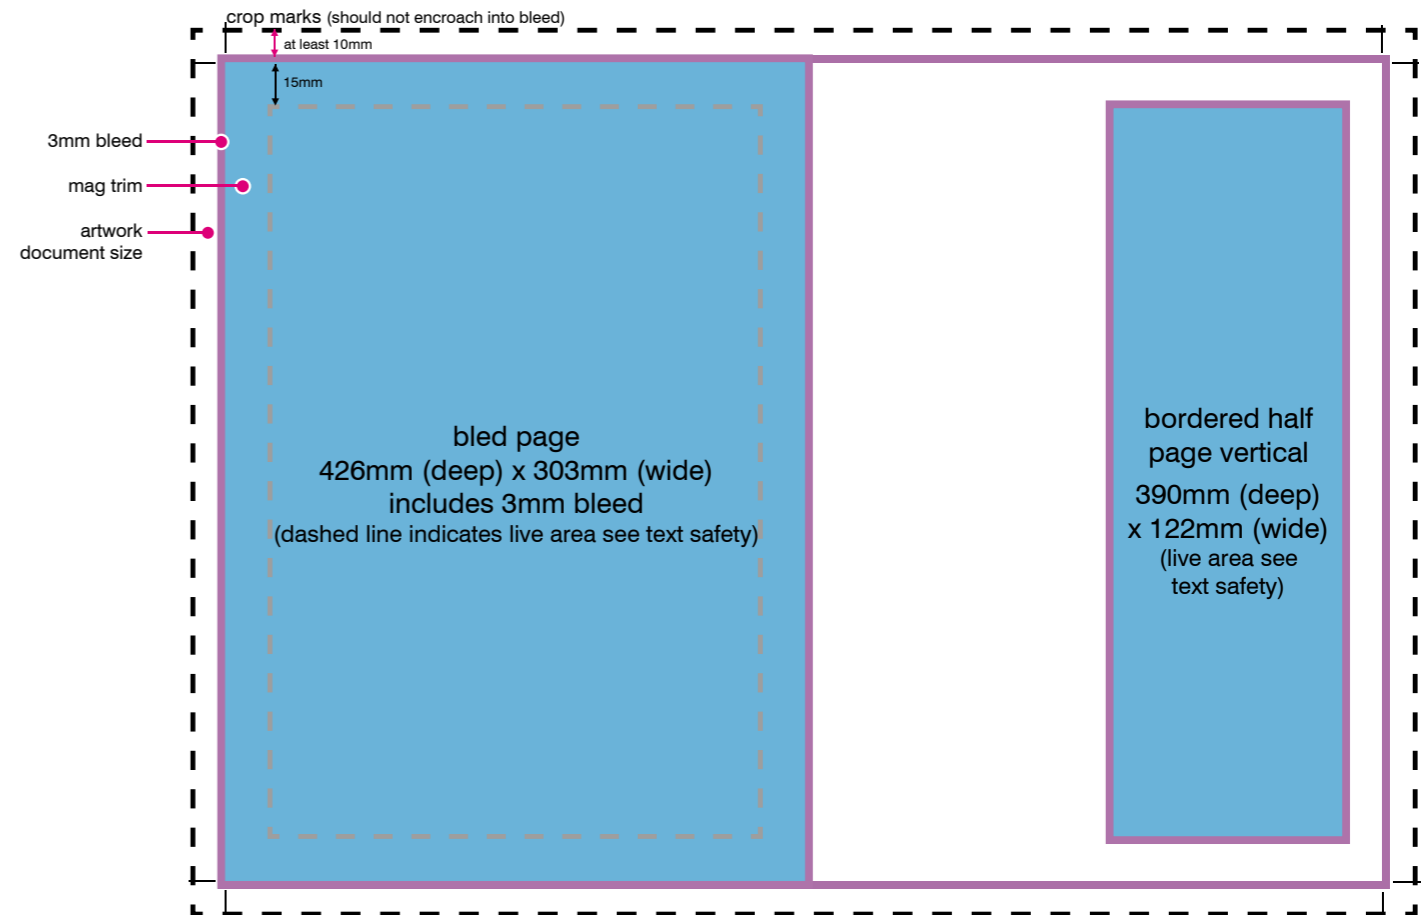 crop marks (should not encroach into bleed)
at least 10mm
15mm
3mm bleed
mag trim
artwork
document size
bled page
426mm (deep) x 303mm (wide)
includes 3mm bleed
(dashed line indicates live area see text safety)
bordered half
page vertical
390mm (deep)
x 122mm (wide)
(live area see
text safety)